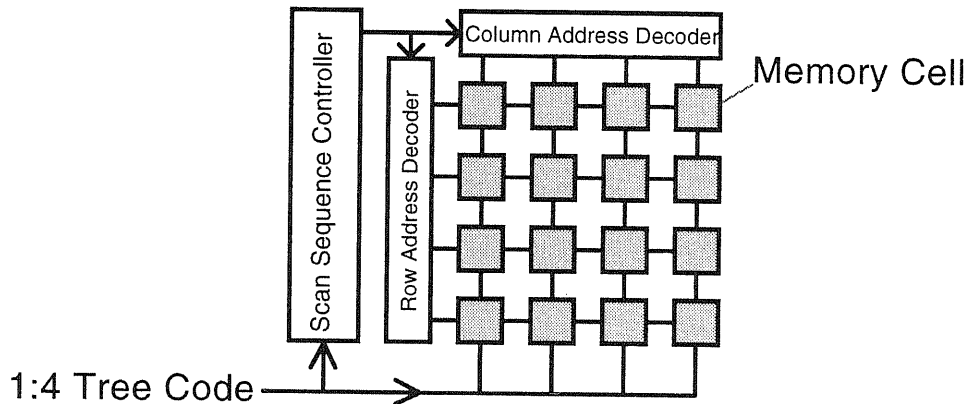 Scan Sequence Controller
Column Address Decoder
Row Address Decoder
Memory Cell
1:4 Tree Code